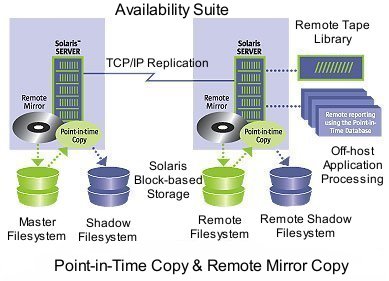 Availability Suite
Solaris™
SERVER
TCP/IP Replication
Solaris
SERVER
Remote Tape
Library
Remote
Mirror
Point-in-time
Copy
Remote
Mirror
Point-in-time
Copy
Remote reporting
using the Point-in-
Time Database
Off-host
Application
Processing
Solaris
Block-based
Storage
Master
Filesystem
Shadow
Filesystem
Remote
Filesystem
Remote Shadow
Filesystem
Point-in-Time Copy & Remote Mirror Copy